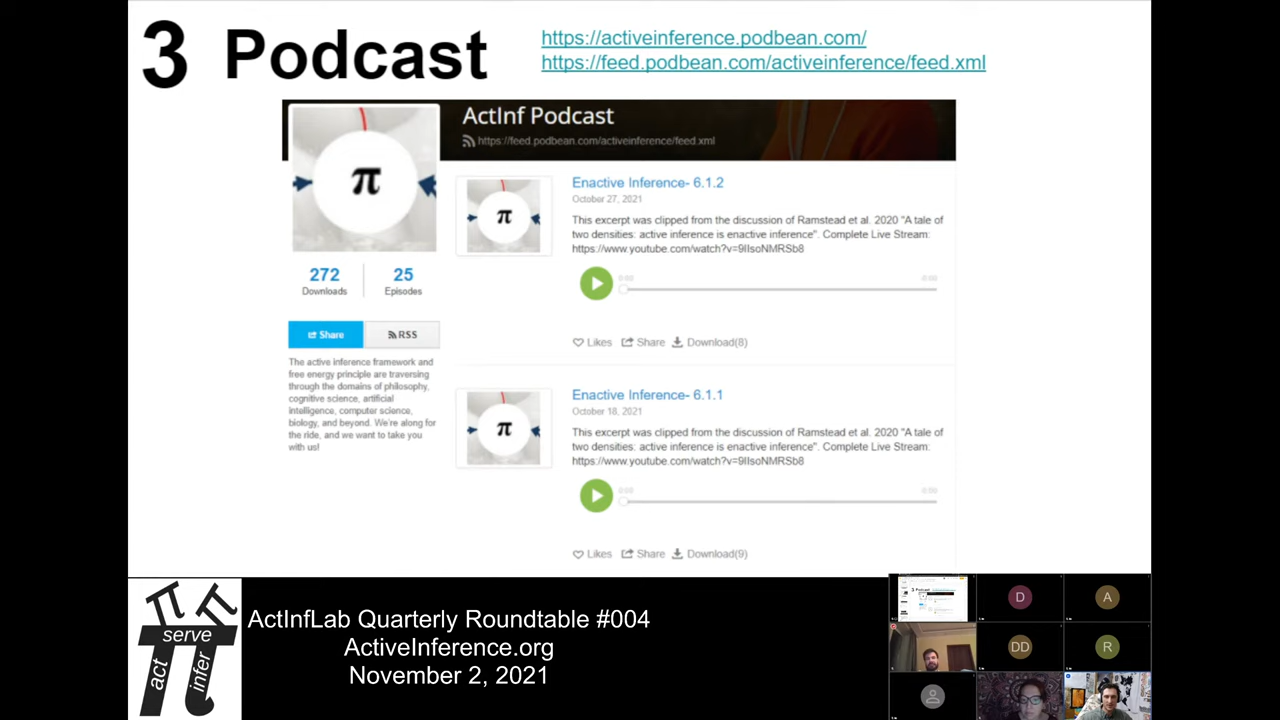 3 Podcast
https://activeinference.podbean.com/
https://feed.podbean.com/activeinference/feed.xml
ActInf Podcast
https://feed.podbean.com/activeinference/feed.xml
π
272
Downloads
25
Episodes
Share
RSS
The active inference framework and
free energy principle are traversing
through the domains of philosophy,
cognitive science, artificial
intelligence, computer science,
biology, and beyond. We're along for
the ride, and we want to take you
with us!
π
Enactive Inference- 6.1.2
October 27, 2021
This excerpt was clipped from the discussion of Ramstead et al. 2020 "A tale of
two densities: active inference is enactive inference". Complete Live Stream:
https://www.youtube.com/watch?v=9IIsoNMRSb8
Likes Share Download(8)
π
Enactive Inference- 6.1.1
October 18, 2021
This excerpt was clipped from the discussion of Ramstead et al. 2020 "A tale of
two densities: active inference is enactive inference". Complete Live Stream:
https://www.youtube.com/watch?v=9IIsoNMRSb8
Likes Share Download(9)
π π
serve
π
act
infer
ActInfLab Quarterly Roundtable #004
ActiveInference.org
November 2, 2021
D
A
DD
R